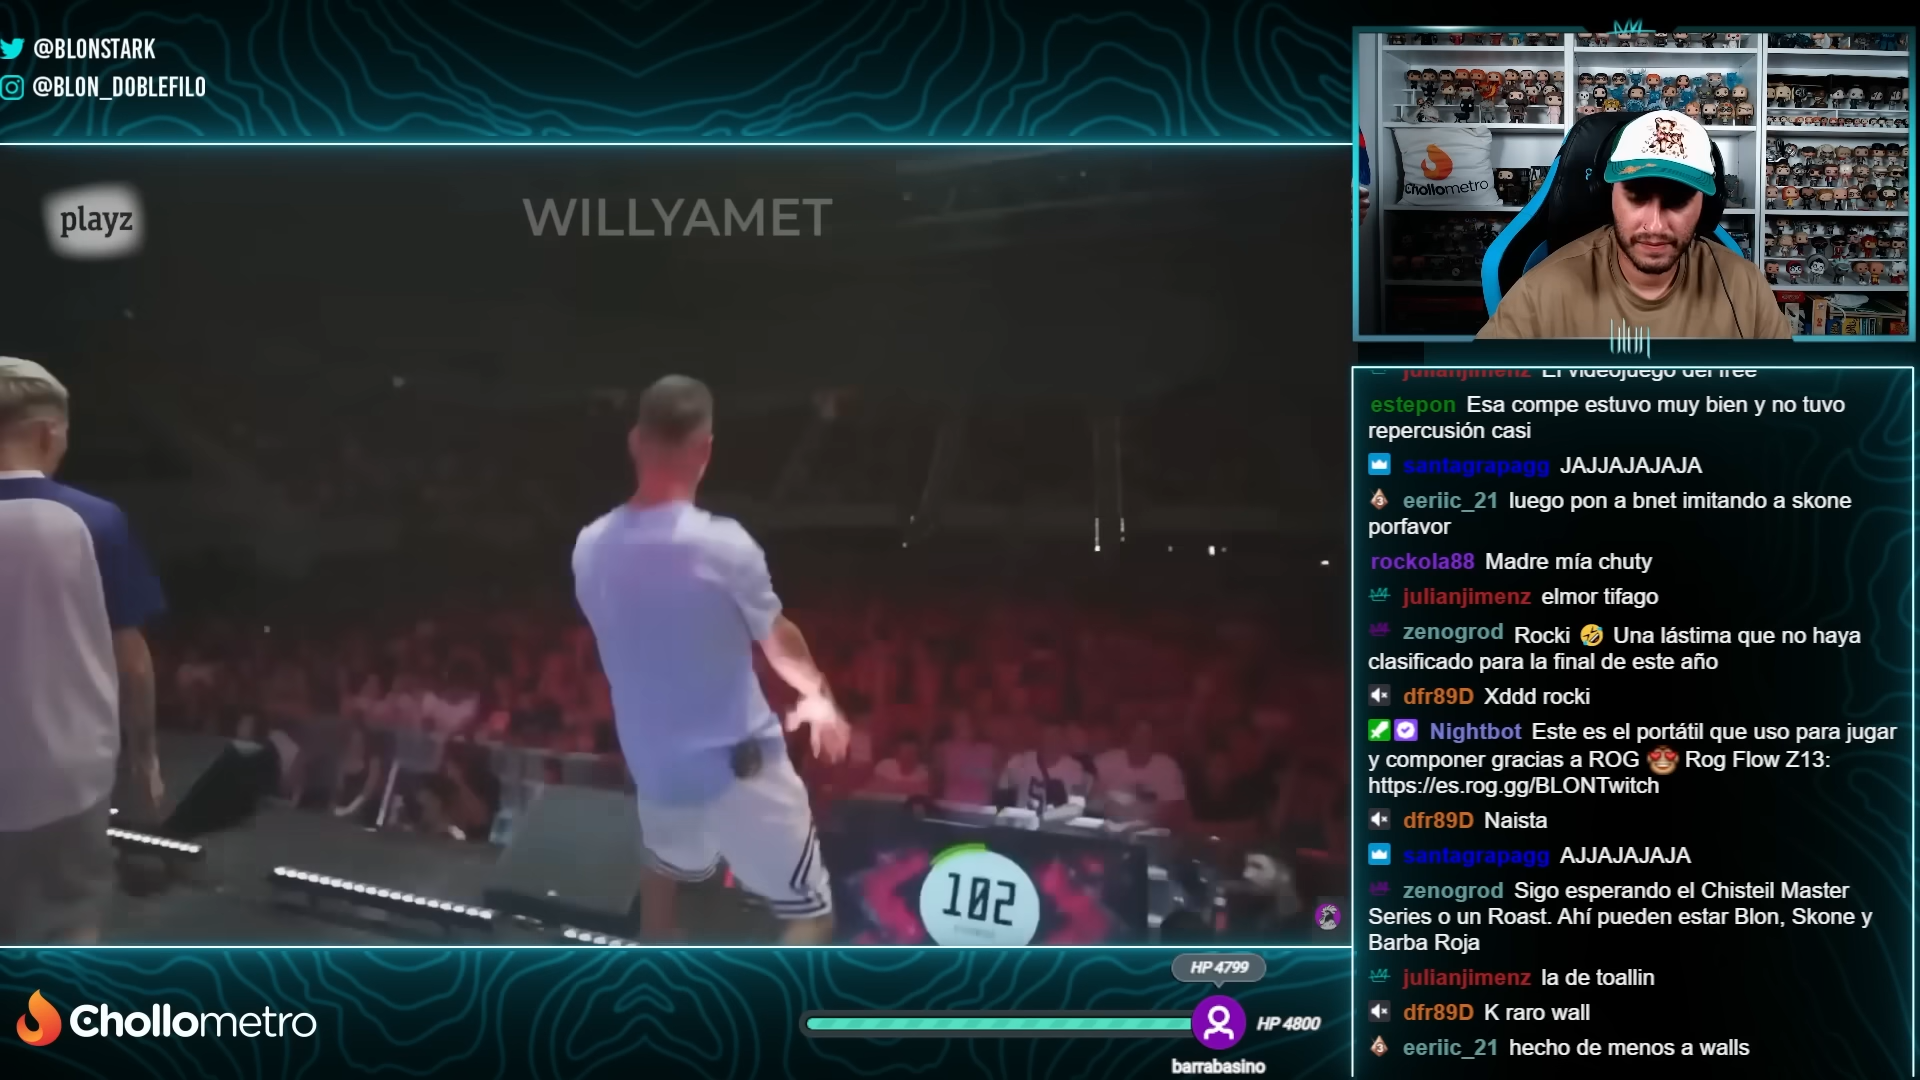 @BLONSTARK
@BLON_DOBLEFILO
playz
WILLYAMET
102
Chollometro
HP 4799
HP 4800
barrabasino
Chollometro
julianjimenz El videojuego del free
estepon Esa compe estuvo muy bien y no tuvo
repercusión casi
santagrapagg JAJJAJAJAJA
eeriic_21 luego pon a bnet imitando a skone
porfavor
rockola88 Madre mía chuty
julianjimenz elmor tifago
zenogrod Rocki 🤣 Una lástima que no haya
clasificado para la final de este año
dfr89D Xddd rocki
Nightbot Este es el portátil que uso para jugar
y componer gracias a ROG Rog Flow Z13:
https://es.rog.gg/BLONTwitch
dfr89D Naista
santagrapagg AJJAJAJAJA
zenogrod Sigo esperando el Chisteil Master
Series o un Roast. Ahí pueden estar Blon, Skone y
Barba Roja
julianjimenz la de toallin
dfr89D K raro wall
eeriic_21 hecho de menos a walls